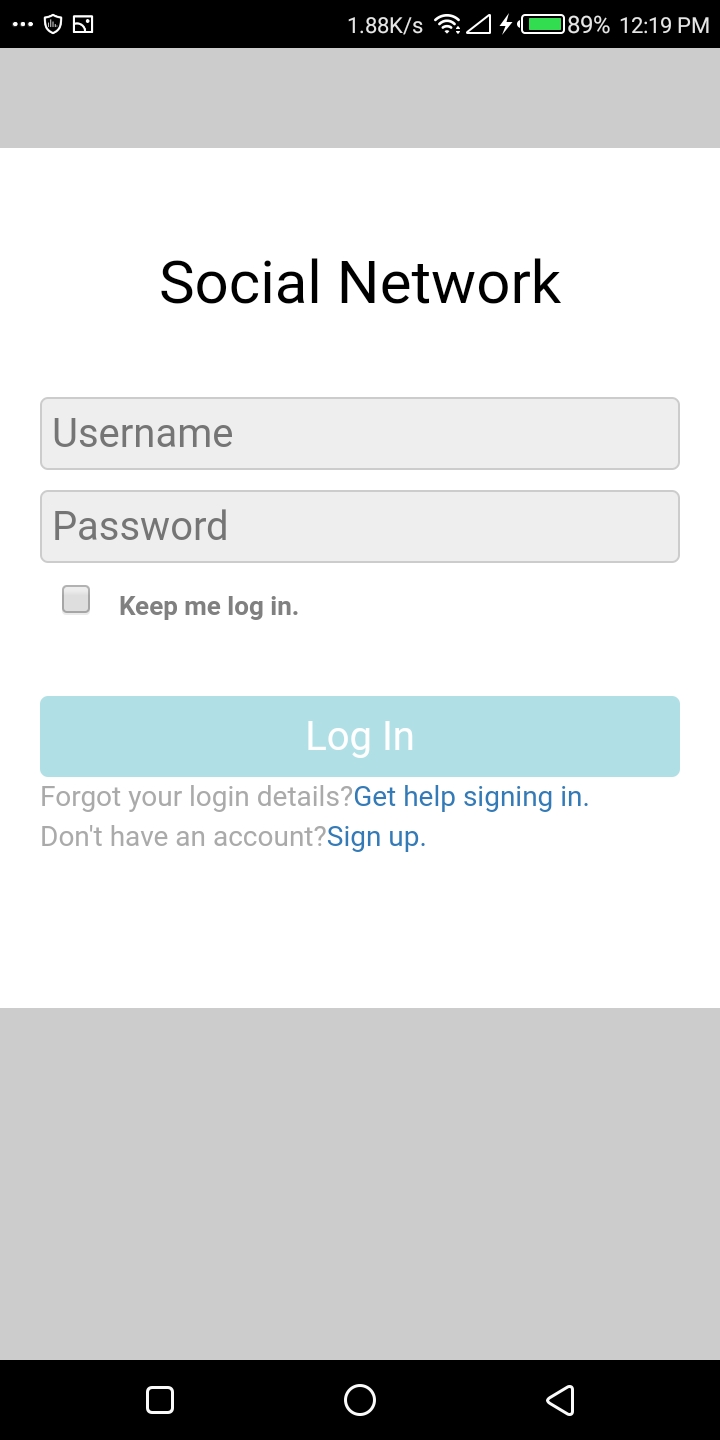 1.88K/s 89% 12:19 PM
Social Network
Username
Password
Keep me log in.
Log In
Forgot your login details?Get help signing in.
Don't have an account?Sign up.